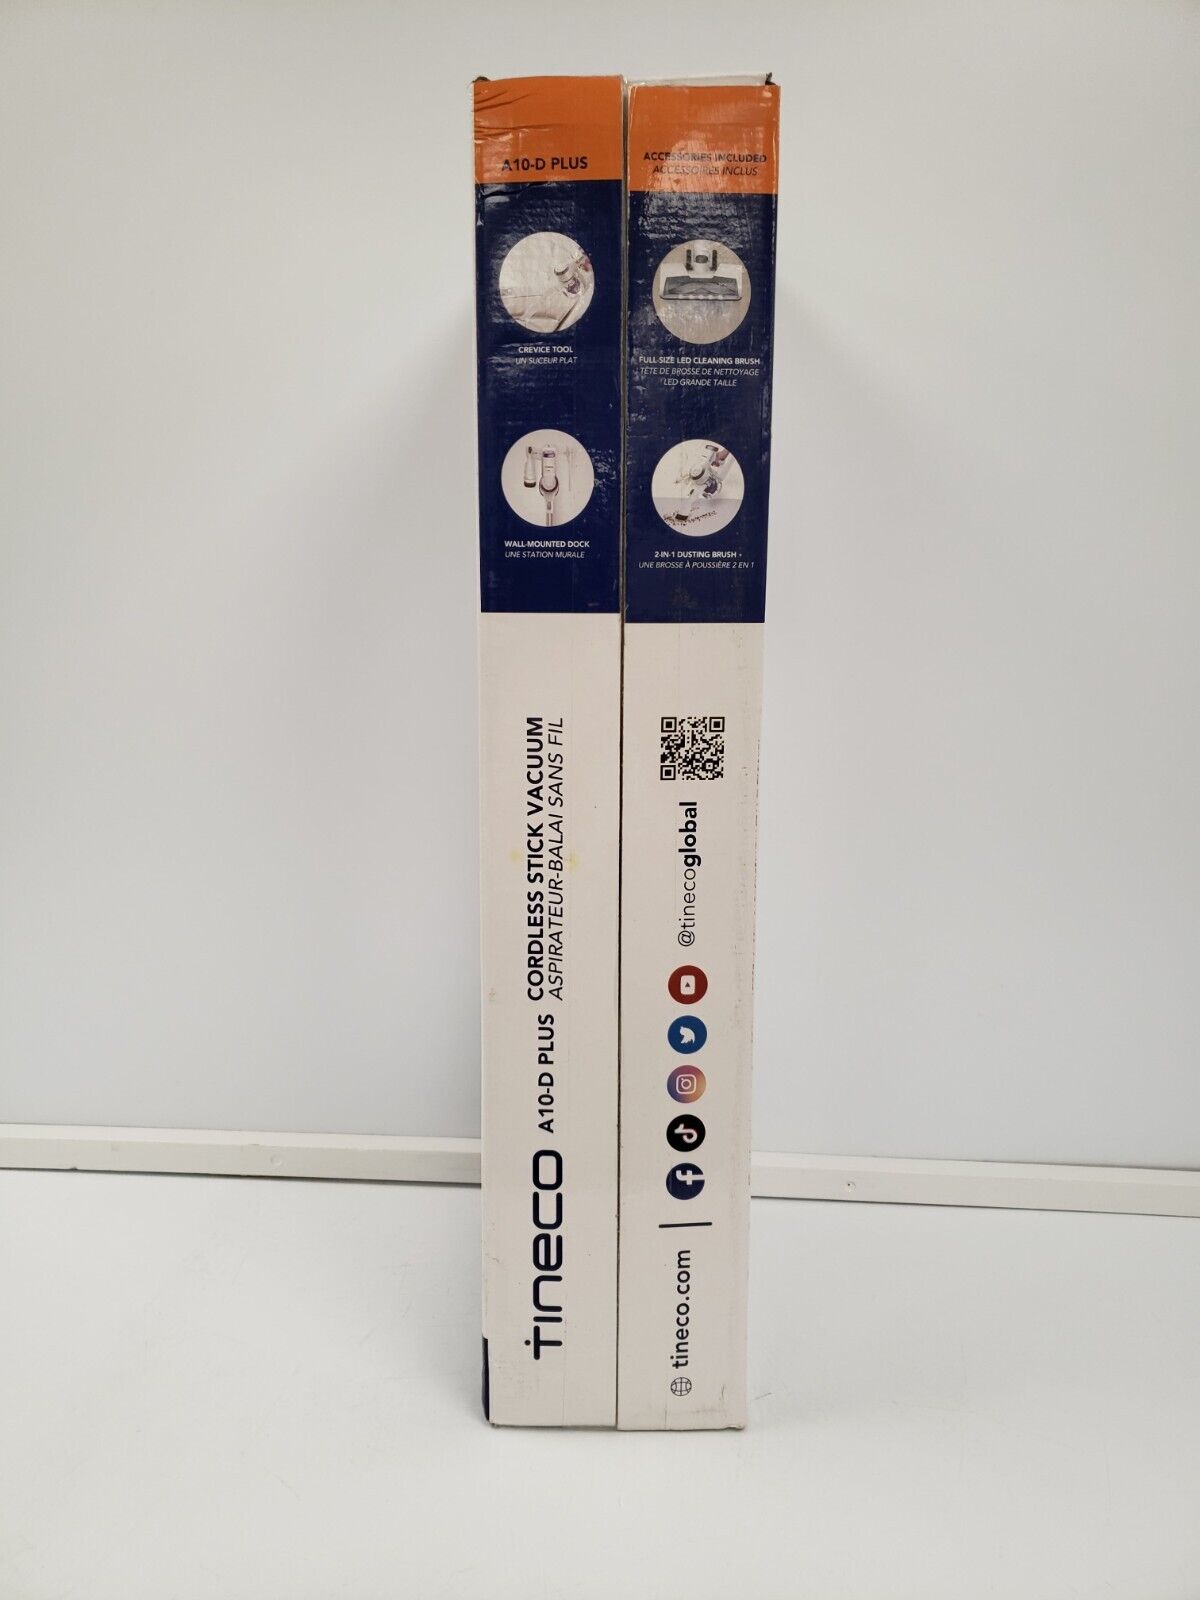 A10-D PLUS
CREVICE TOOL
UN SUCEUR PLAT
WALL-MOUNTED DOCK
UNE STATION MURALE
TINECO A10-D PLUS CORDLESS STICK VACUUM
ASPIRATEUR-BALAI SANS FIL
ACCESSORIES INCLUDED
ACCESSOIRES INCLUS
FULL-SIZE LED CLEANING BRUSH
TÊTE DE BROSSE DE NETTOYAGE
LED GRANDE TAILLE
2-IN-1 DUSTING BRUSH
UNE BROSSE À POUSSIÈRE 2 EN 1
tineco.com
@tinecoglobal